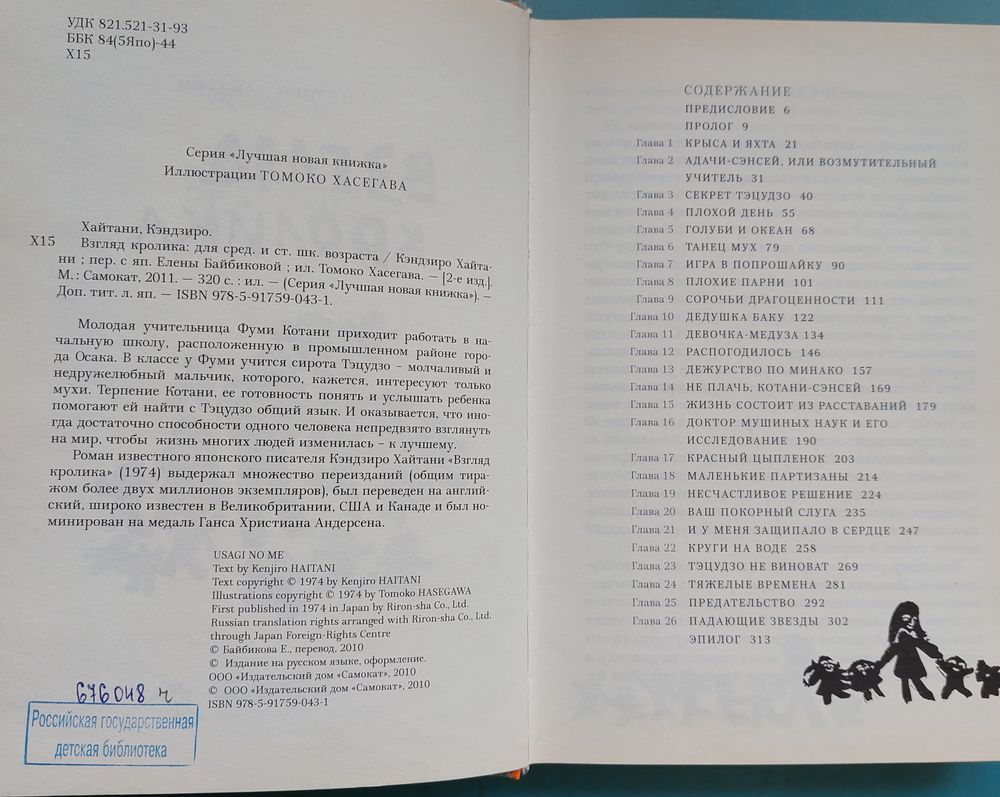 УДК 821.521-31-93
ББК 84(5Япо)-44
Х15
Серия «Лучшая новая книжка»
Иллюстрации ТОМОКО ХАСЕГАВА
Хайтани, Кэндзиро.
Х15 Взгляд кролика: для сред. и ст. шк. возраста / Кэндзиро Хайта-
ни ; пер. с яп. Елены Байбиковой ; ил. Томоко Хасегава. — [2-е изд.].
М. : Самокат, 2011. — 320 с. : ил. — (Серия «Лучшая новая книжка»). —
Доп. тит. л. яп. — ISBN 978-5-91759-043-1.
Молодая учительница Фуми Котани приходит работать в на-
чальную школу, расположенную в промышленном районе горо-
да Осака. В классе у Фуми учится сирота Тэцудзо – молчаливый и
недружелюбный мальчик, которого, кажется, интересуют только
мухи. Терпение Котани, ее готовность понять и услышать ребенка
помогают ей найти с Тэцудзо общий язык. И оказывается, что ино-
гда достаточно способности одного человека непредвзято взглянуть
на мир, чтобы жизнь многих людей изменилась – к лучшему.
Роман известного японского писателя Кэндзиро Хайтани «Взгляд
кролика» (1974) выдержал множество переизданий (общим тира-
жом более двух миллионов экземпляров), был переведен на англий-
ский, широко известен в Великобритании, США и Канаде и был но-
минирован на медаль Ганса Христиана Андерсена.
USAGI NO ME
Text by Kenjiro HAITANI
Text copyright © 1974 by Kenjiro HAITANI
Illustrations copyright © 1974 by Tomoko HASEGAWA
First published in 1974 in Japan by Riron-sha Co., Ltd.
Russian translation rights arranged with Riron-sha Co., Ltd.
through Japan Foreign-Rights Centre
© Байбикова Е., перевод, 2010
© Издание на русском языке, оформление.
ООО «Издательский дом «Самокат», 2010
© ООО «Издательский дом «Самокат», 2010
ISBN 978-5-91759-043-1
676048 ч
Российская государственная
детская библиотека
СОДЕРЖАНИЕ
ПРЕДИСЛОВИЕ 6
ПРОЛОГ 9
Глава 1 КРЫСА И ЯХТА 21
Глава 2 АДАЧИ-СЭНСЕЙ, ИЛИ ВОЗМУТИТЕЛЬНЫЙ
УЧИТЕЛЬ 31
Глава 3 СЕКРЕТ ТЭЦУДЗО 40
Глава 4 ПЛОХОЙ ДЕНЬ 55
Глава 5 ГОЛУБИ И ОКЕАН 68
Глава 6 ТАНЕЦ МУХ 79
Глава 7 ИГРА В ПОПРОШАЙКУ 90
Глава 8 ПЛОХИЕ ПАРНИ 101
Глава 9 СОРОЧЬИ ДРАГОЦЕННОСТИ 111
Глава 10 ДЕДУШКА БАКУ 122
Глава 11 ДЕВОЧКА-МЕДУЗА 134
Глава 12 РАСПОГОДИЛОСЬ 146
Глава 13 ДЕЖУРСТВО ПО МИНАКО 157
Глава 14 НЕ ПЛАЧЬ, КОТАНИ-СЭНСЕЙ 169
Глава 15 ЖИЗНЬ СОСТОИТ ИЗ РАССТАВАНИЙ 179
Глава 16 ДОКТОР МУШИНЫХ НАУК И ЕГО
ИССЛЕДОВАНИЕ 190
Глава 17 КРАСНЫЙ ЦЫПЛЕНОК 203
Глава 18 МАЛЕНЬКИЕ ПАРТИЗАНЫ 214
Глава 19 НЕСЧАСТЛИВОЕ РЕШЕНИЕ 224
Глава 20 ВАШ ПОКОРНЫЙ СЛУГА 235
Глава 21 И У МЕНЯ ЗАЩИПАЛО В СЕРДЦЕ 247
Глава 22 КРУГИ НА ВОДЕ 258
Глава 23 ТЭЦУДЗО НЕ ВИНОВАТ 269
Глава 24 ТЯЖЕЛЫЕ ВРЕМЕНА 281
Глава 25 ПРЕДАТЕЛЬСТВО 292
Глава 26 ПАДАЮЩИЕ ЗВЕЗДЫ 302
ЭПИЛОГ 313